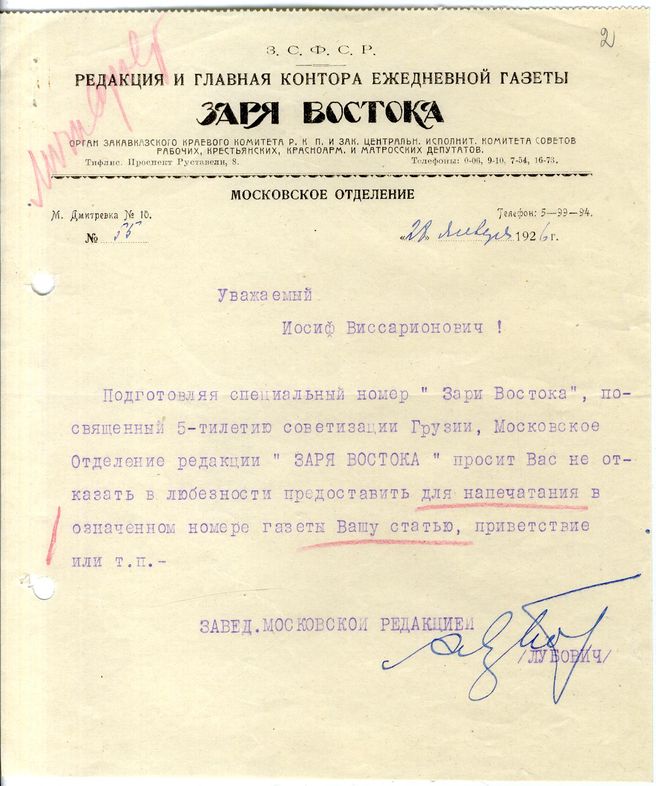 2
З. С. Ф. С. Р.
РЕДАКЦИЯ И ГЛАВНАЯ КОНТОРА ЕЖЕДНЕВНОЙ ГАЗЕТЫ
ЗАРЯ ВОСТОКА
ОРГАН ЗАКАВКАЗСКОГО КРАЕВОГО КОМИТЕТА Р. К. П. И ЗАК. ЦЕНТРАЛЬН. ИСПОЛНИТ. КОМИТЕТА СОВЕТОВ
РАБОЧИХ, КРЕСТЬЯНСКИХ, КРАСНОАРМ. И МАТРОССКИХ ДЕПУТАТОВ.
Тифлис. Проспект Руставели, 8. Телефоны: 0-06, 9-10, 7-54, 16-73.
МОСКОВСКОЕ ОТДЕЛЕНИЕ
М. Дмитревка № 10. Телефон: 5—99—94.
№ 55 «28» января 1926 г.
Уважаемый
Иосиф Виссарионович !
Подготовляя специальный номер " Зари Востока", по-
священный 5-тилетию советизации Грузии, Московское
Отделение редакции " ЗАРЯ ВОСТОКА " просит Вас не от-
казать в любезности предоставить для напечатания в
означенном номере газеты Вашу статью, приветствие
или т.п.-
ЗАВЕД.МОСКОВСКОЙ РЕДАКЦИЕЙ
/ЛУБОВИЧ/